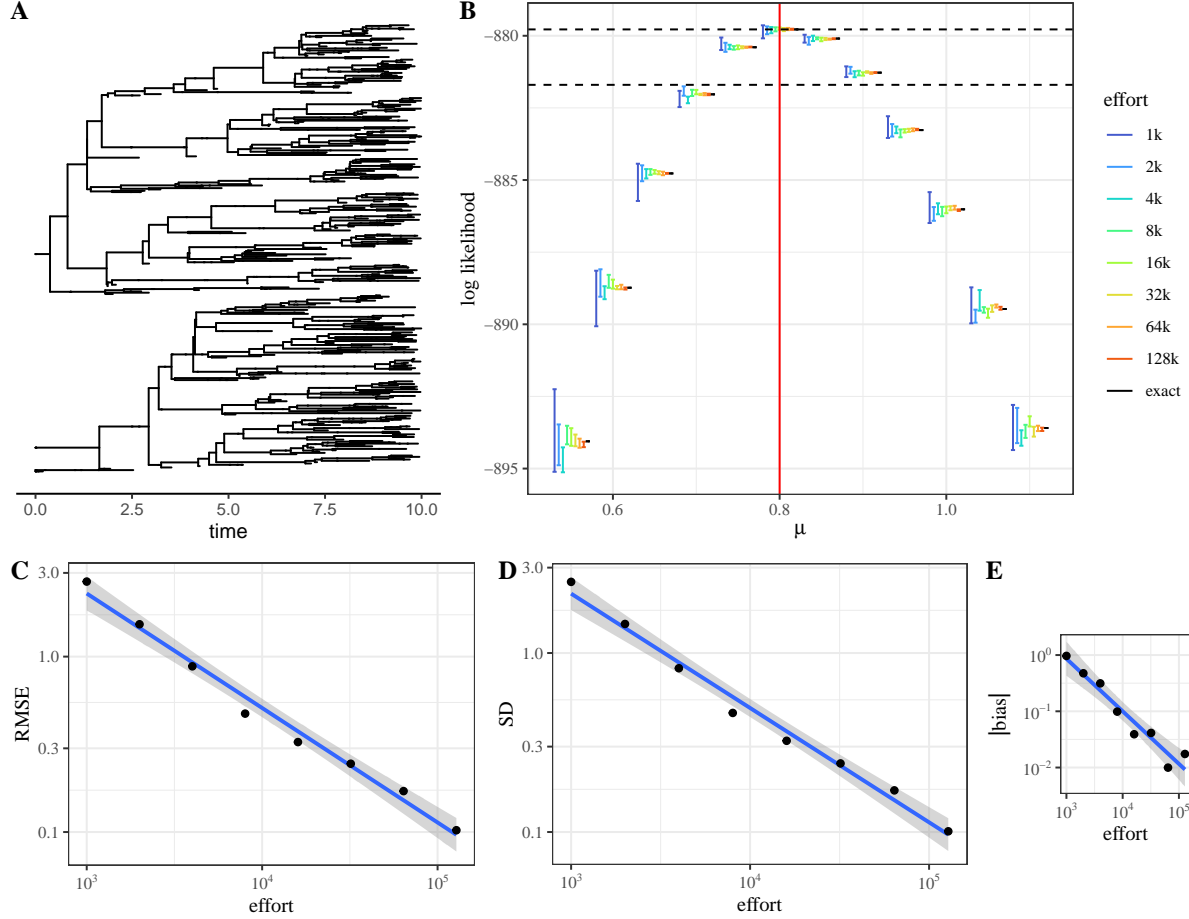 A
0.0 2.5 5.0 7.5 10.0
time
B
−880
−885
−890
−895
log likelihood
0.6 0.8 1.0
μ
effort
1k
2k
4k
8k
16k
32k
64k
128k
exact
C
3.0
1.0
0.3
0.1
RMSE
10³ 10⁴ 10⁵
effort
D
3.0
1.0
0.3
0.1
SD
10³ 10⁴ 10⁵
effort
E
10⁰
10⁻¹
10⁻²
|bias|
10³ 10⁴ 10⁵
effort